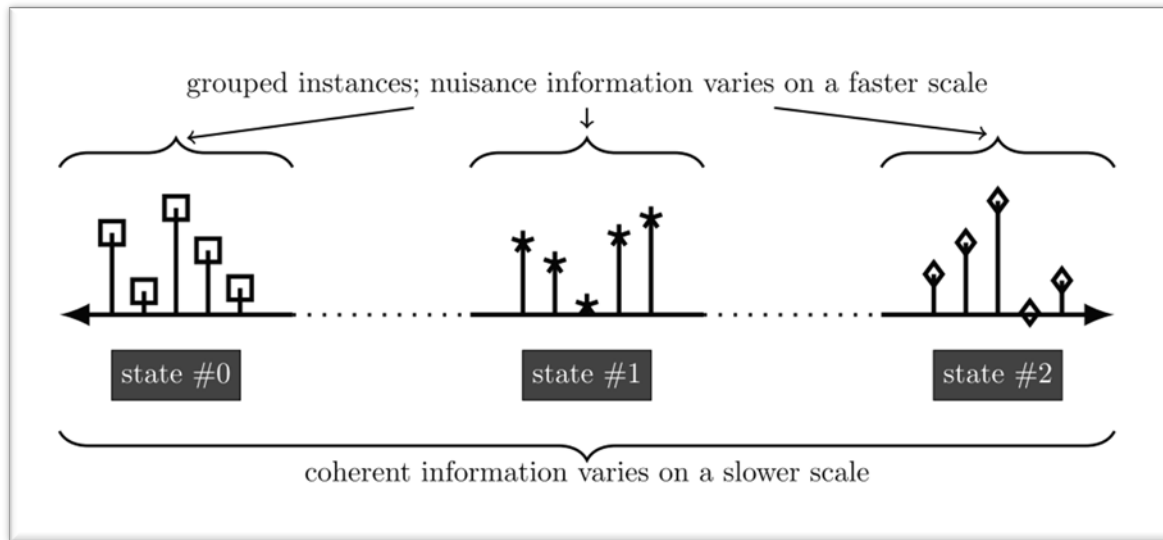 grouped instances; nuisance information varies on a faster scale
state #0
state #1
state #2
coherent information varies on a slower scale